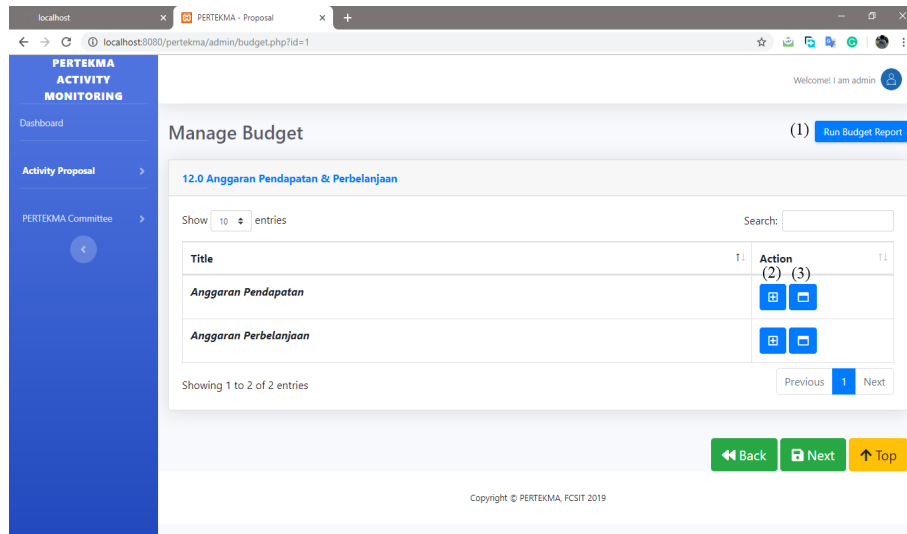 localhost
PERTEKMA - Proposal
localhost:8080/pertekma/admin/budget.php?id=1
PERTEKMA
ACTIVITY
MONITORING
Welcome! I am admin
Dashboard
Manage Budget
(1) Run Budget Report
Activity Proposal
12.0 Anggaran Pendapatan & Perbelanjaan
PERTEKMA Committee
Show 10 entries
Search:
Title
Action
(2) (3)
Anggaran Pendapatan
Anggaran Perbelanjaan
Showing 1 to 2 of 2 entries
Previous 1 Next
Back
Next
Top
Copyright © PERTEKMA, FCSIT 2019